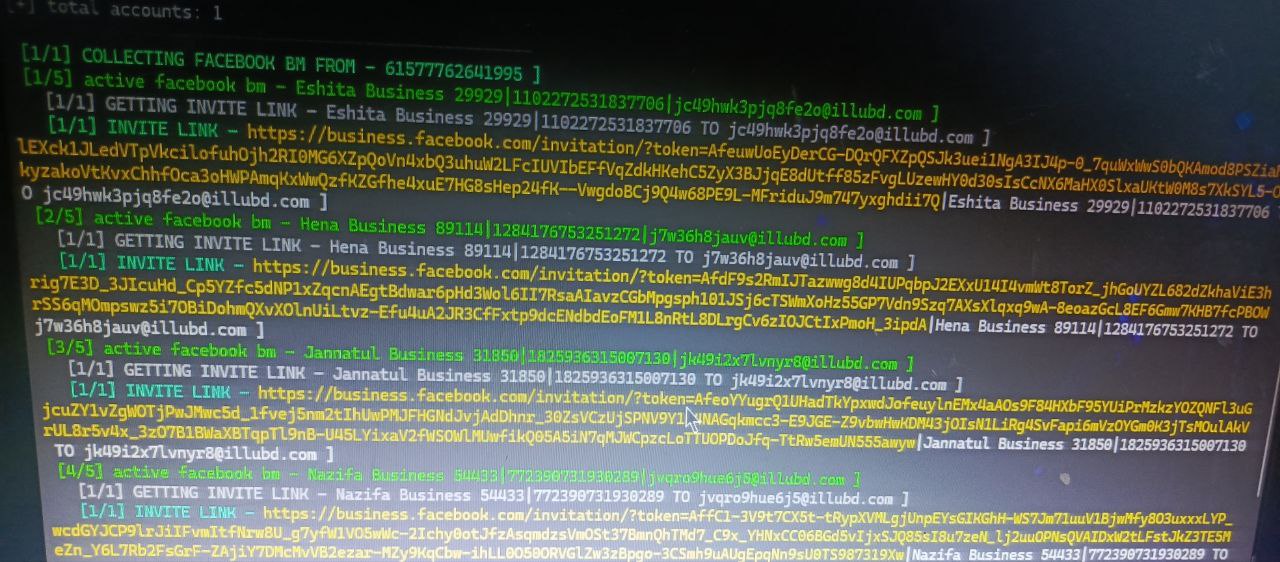 [+] total accounts: 1
[1/1] COLLECTING FACEBOOK BM FROM - 61577762641995 ]
[1/5] active facebook bm - Eshita Business 29929|1102272531837706|jc49hwk3pjq8fe2o@illubd.com ]
[1/1] GETTING INVITE LINK - Eshita Business 29929|1102272531837706 TO jc49hwk3pjq8fe2o@illubd.com ]
[1/1] INVITE LINK - https://business.facebook.com/invitation/?token=AfeuwUoEyDerCG-DQrQFXZpQSJk3uei1NgA3IJ4p-0_7quWxWwS0bQKAmod8PSZia
lEXck1JLedVTpVkcilofuhOjh2RI0MG6XZpQoVn4xbQ3uhuW2LFcIUVIbEFfVqZdkHKehC5ZyX3BJjqE8dUtff85zFvgLUzewHY0d30sIsCcNX6MaHX0SlxaUKtW0M8s7XkSYL5-O
kyzakoVtKvxChhfOca3oHWPAmqKxWwQzfKZGfhe4xuE7HG8sHep24fK--VwgdoBCj9Q4w68PE9L-MFriduJ9m747yxghdii7Q|Eshita Business 29929|1102272531837706 T
O jc49hwk3pjq8fe2o@illubd.com ]
[2/5] active facebook bm - Hena Business 89114|1284176753251272|j7w36h8jauv@illubd.com ]
[1/1] GETTING INVITE LINK - Hena Business 89114|1284176753251272 TO j7w36h8jauv@illubd.com ]
[1/1] INVITE LINK - https://business.facebook.com/invitation/?token=AfdF9s2RmIJTazwwg8d4IUPqbpJ2EXxU14I4vmWt8TorZ_jhGoUYZL682dZkhaViE3h
rig7E3D_3JIcuHd_Cp5YZfc5dNP1xZqcnAEgtBdwar6pHd3Wol6II7RsaAIavzCGbMpgsph101JSj6cTSWmXoHz55GP7Vdn9Szq7AXsXlqxq9wA-8eoazGcL8EF6Gmw7KHB7fcPBOW
rSS6qMOmpswz5i7OBiDohmQXvXOlnUiLtvz-Efu4uA2JR3CfFxtp9dcENdbdEoFM1L8nRtL8DLrgCv6zIOJCtIxPmoH_3ipdA|Hena Business 89114|1284176753251272 TO
j7w36h8jauv@illubd.com ]
[3/5] active facebook bm - Jannatul Business 31850|1825936315007130|jk49i2x7lvnyr8@illubd.com ]
[1/1] GETTING INVITE LINK - Jannatul Business 31850|1825936315007130 TO jk49i2x7lvnyr8@illubd.com ]
[1/1] INVITE LINK - https://business.facebook.com/invitation/?token=AfeoYYugrQ1UHadTkYpxwdJofeuylnEMx4aAOs9F84HXbF95YUiPrMzkzYOZQNFl3uG
jcuZY1vZgWOTjPwJMwc5d_1fvej5nm2tIhUwPMJFHGNdJvjAdDhnr_30ZsVCzUjSPNV9Y1 NAGqkmcc3-E9JGE-Z9vbwHwKDM43jOIsN1LiRg4SvFapi6mVzOYGm0K3jTsMOulAkV
rUL8r5v4x_3zO7B1BWaXBTqpTl9nB-U45LYixaV2fWSOWlMUwfikQ05A5iN7qMJWCpzcLoTTUOPDoJfq-TtRw5emUN555awyw|Jannatul Business 31850|1825936315007130
TO jk49i2x7lvnyr8@illubd.com ]
[4/5] active facebook bm - Nazifa Business 54433|772390731930289|jvqro9hue6j5@illubd.com ]
[1/1] GETTING INVITE LINK - Nazifa Business 54433|772390731930289 TO jvqro9hue6j5@illubd.com ]
[1/1] INVITE LINK - https://business.facebook.com/invitation/?token=AffC1-3V9t7CX5t-tRypXVMLgjUnpEYsGIKGhH-WS7Jm71uuV1BjwMfy8O3uxxxLYP_
wcdGYJCP9lrJiIFvmItfNrw8U_g7yfW1VO5wWc-2Ichy0otJfzAsqmdzsVmOSt37BmnQhTMd7_C9x_YHNxCC06BGd5vIjxSJQ85sI8u7zeN_lj2uuOPNsQVAIDxW2tLFstJkZ3TE5M
eZn_Y6L7Rb2FsGrF-ZAjiY7DMcMvVB2ezar-MZy9KqCbw-ihLL0O50ORVGlZw3zBpgo-3CSmh9uAUgEpqNn9sU0TS987319Xw|Nazifa Business 54433|772390731930289 TO